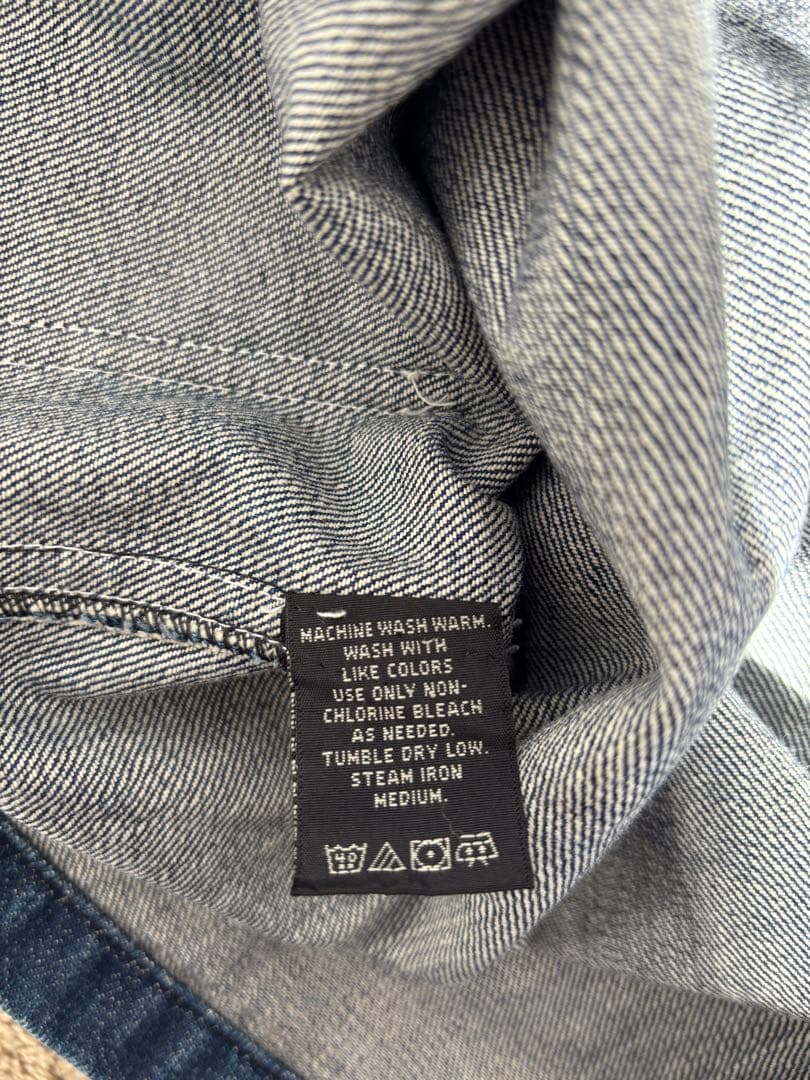 MACHINE WASH WARM.
WASH WITH
LIKE COLORS
USE ONLY NON-
CHLORINE BLEACH
AS NEEDED.
TUMBLE DRY LOW.
STEAM IRON
MEDIUM.
40